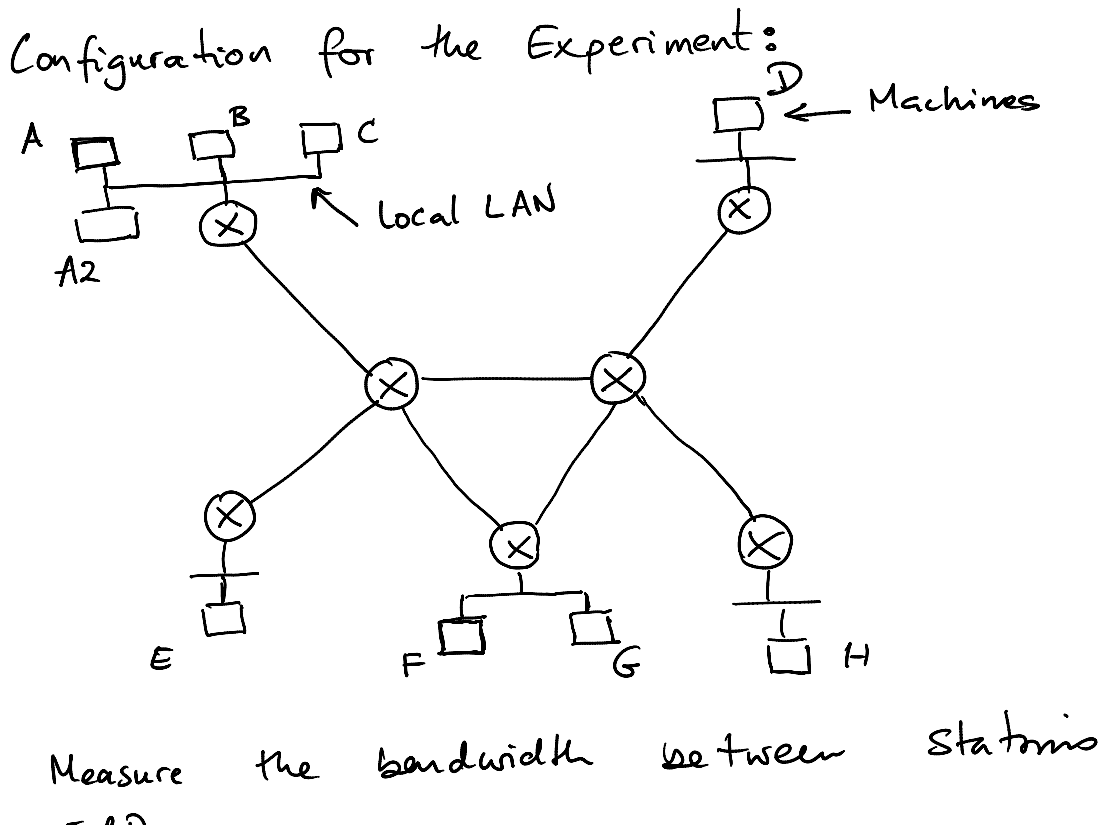 Configuration for the Experiment:
D
Machines
A
B
C
Local LAN
A2
E
F
G
H
Measure the bandwidth between Stations